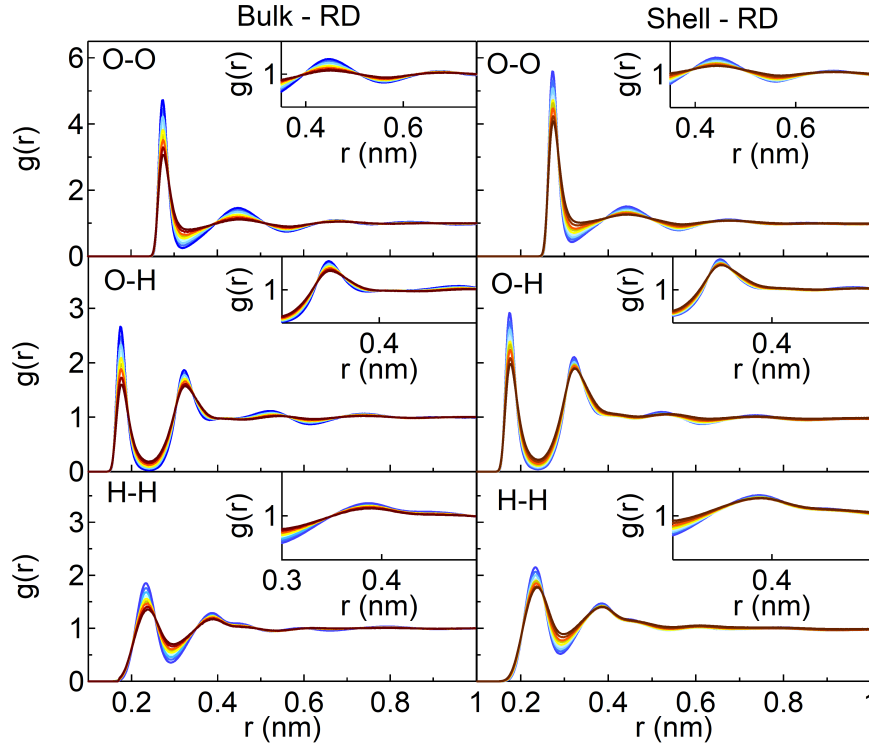 Bulk - RD
Shell - RD
O-O
6
4
2
0
g(r)
g(r)
1
0.4
0.6
r (nm)
O-O
g(r)
1
0.4
0.6
r (nm)
O-H
3
2
1
0
g(r)
g(r)
1
0.4
r (nm)
O-H
g(r)
1
0.4
r (nm)
H-H
3
2
1
0
g(r)
g(r)
1
0.3
0.4
r (nm)
H-H
g(r)
1
0.4
r (nm)
0.2
0.4
0.6
0.8
1
r (nm)
0.2
0.4
0.6
0.8
1
r (nm)